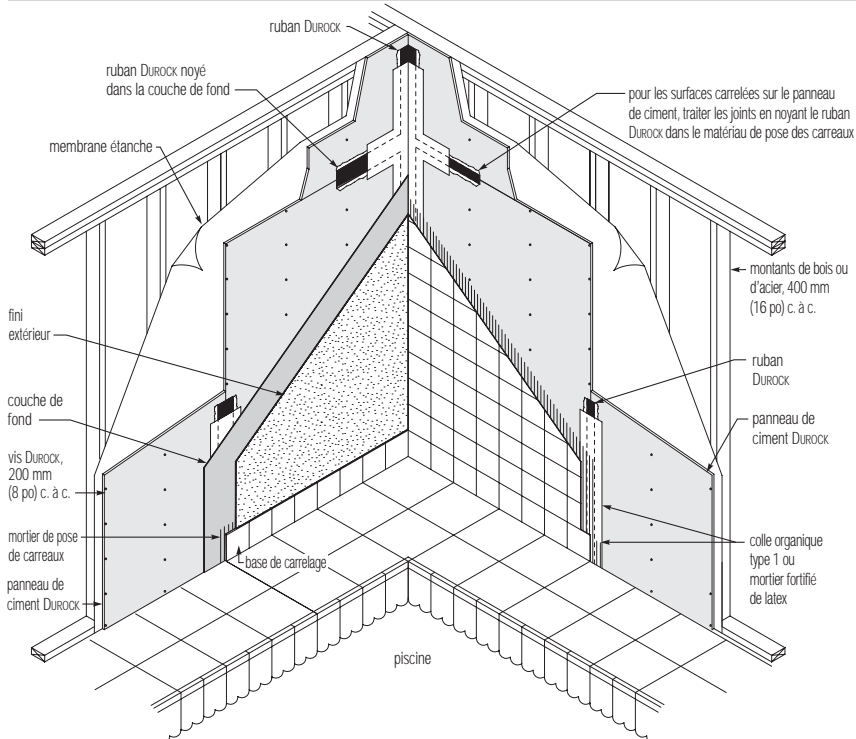 ruban DUROCK
ruban DUROCK noyé
dans la couche de fond
pour les surfaces carrelées sur le panneau
de ciment, traiter les joints en noyant le ruban
DUROCK dans le matériau de pose des carreaux
membrane étanche
montants de bois ou
d'acier, 400 mm
(16 po) c. à c.
fini
extérieur
ruban
DUROCK
couche de
fond
panneau de
ciment DUROCK
vis DUROCK,
200 mm
(8 po) c. à c.
mortier de pose
de carreaux
base de carrelage
colle organique
type 1 ou
mortier fortifié
de latex
panneau de
ciment DUROCK
piscine